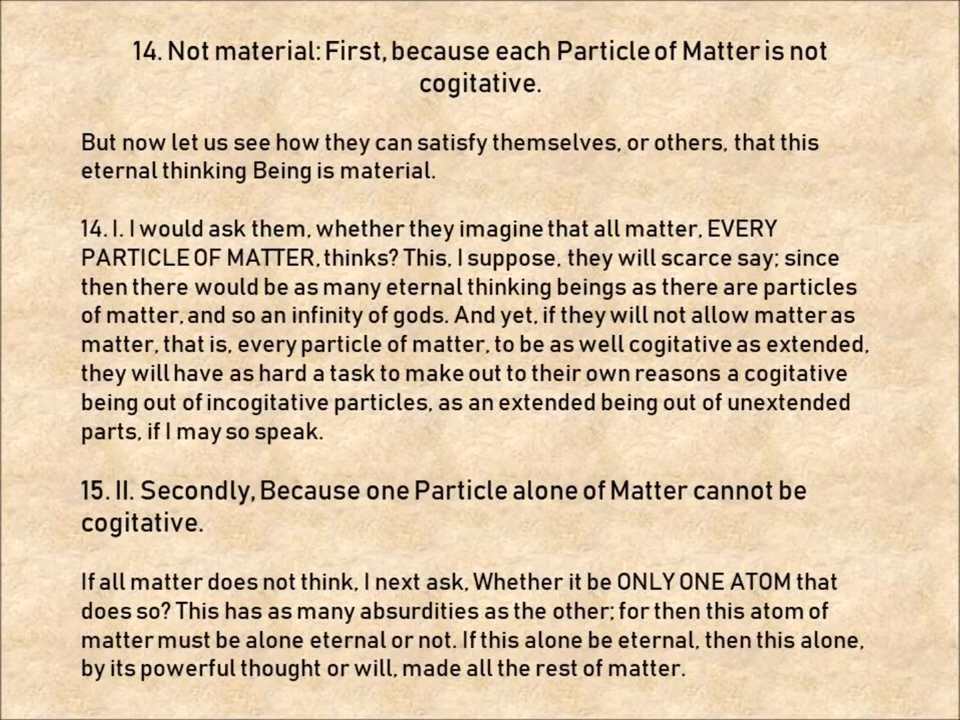 14. Not material: First, because each Particle of Matter is not
cogitative.
But now let us see how they can satisfy themselves, or others, that this
eternal thinking Being is material.
14. I. I would ask them, whether they imagine that all matter, EVERY
PARTICLE OF MATTER, thinks? This, I suppose, they will scarce say; since
then there would be as many eternal thinking beings as there are particles
of matter, and so an infinity of gods. And yet, if they will not allow matter as
matter, that is, every particle of matter, to be as well cogitative as extended,
they will have as hard a task to make out to their own reasons a cogitative
being out of incogitative particles, as an extended being out of unextended
parts, if I may so speak.
15. II. Secondly, Because one Particle alone of Matter cannot be
cogitative.
If all matter does not think, I next ask, Whether it be ONLY ONE ATOM that
does so? This has as many absurdities as the other; for then this atom of
matter must be alone eternal or not. If this alone be eternal, then this alone,
by its powerful thought or will, made all the rest of matter.